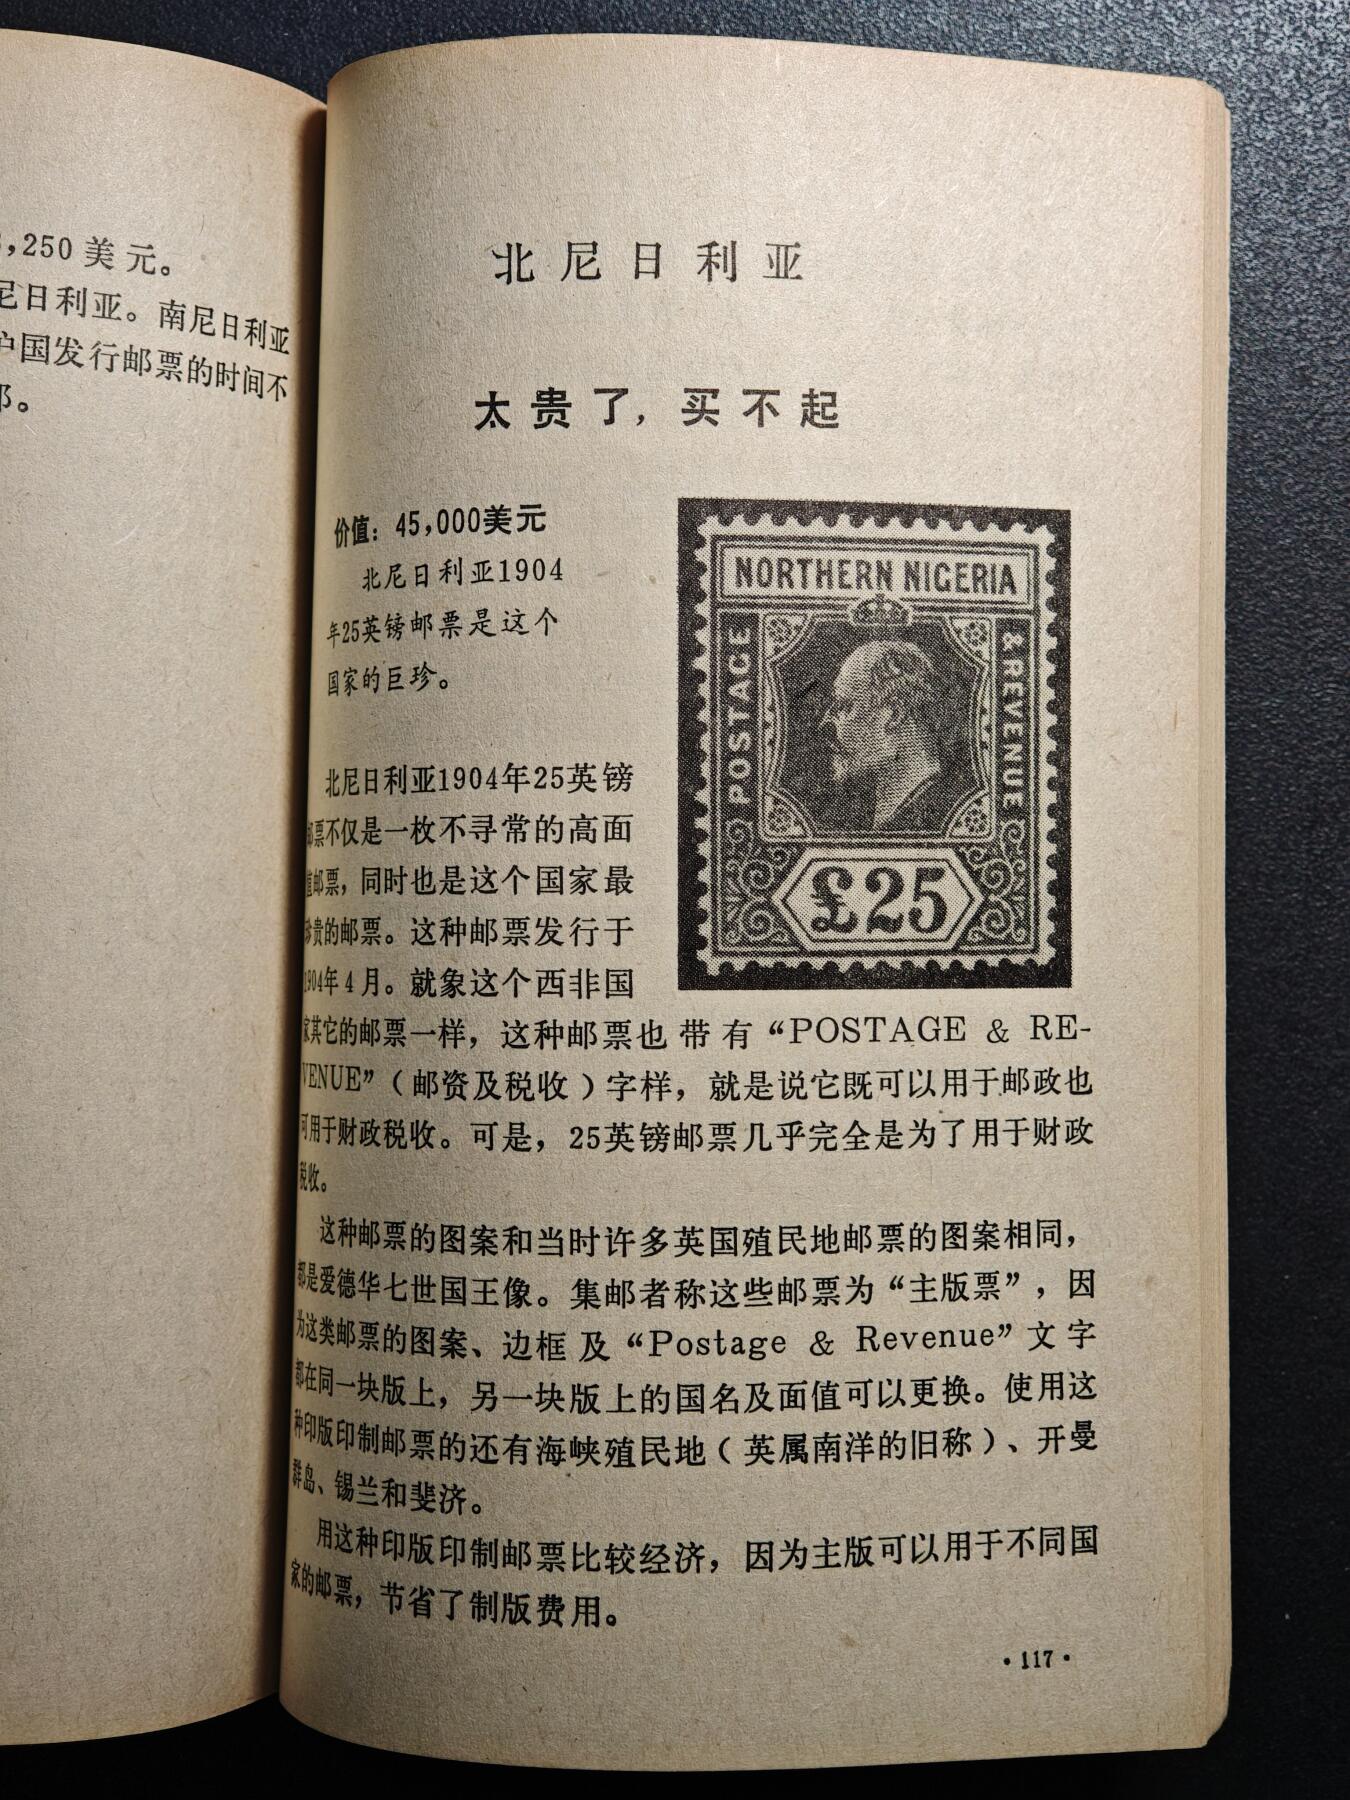 ,250 美元。
尼日利亚。南尼日利亚
户国发行邮票的时间不
邓。
北尼日利亚
太贵了，买不起
价值：45,000美元
北尼日利亚1904
年25英镑邮票是这个
国家的巨珍。
NORTHERN NIGERIA
POSTAGE
& REVENUE
£25
北尼日利亚1904年25英镑
邮票不仅是一枚不寻常的高面
值邮票，同时也是这个国家最
珍贵的邮票。这种邮票发行于
1904年4月。就象这个西非国
家其它的邮票一样，这种邮票也带有“POSTAGE & RE-
VENUE”（邮资及税收）字样，就是说它既可以用于邮政也
可用于财政税收。可是，25英镑邮票几乎完全是为了用于财政
税收。
这种邮票的图案和当时许多英国殖民地邮票的图案相同，
都是爱德华七世国王像。集邮者称这些邮票为“主版票”，因
为这类邮票的图案、边框及“Postage & Revenue”文字
都在同一块版上，另一块版上的国名及面值可以更换。使用这
种印版印制邮票的还有海峡殖民地（英属南洋的旧称）、开曼
群岛、锡兰和斐济。
用这种印版印制邮票比较经济，因为主版可以用于不同国
家的邮票，节省了制版费用。
·117·